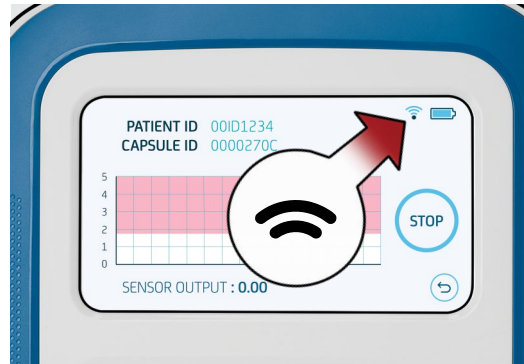 PATIENT ID 00ID1234
CAPSULE ID 0000270C
5
4
3
2
1
0
STOP
SENSOR OUTPUT : 0.00